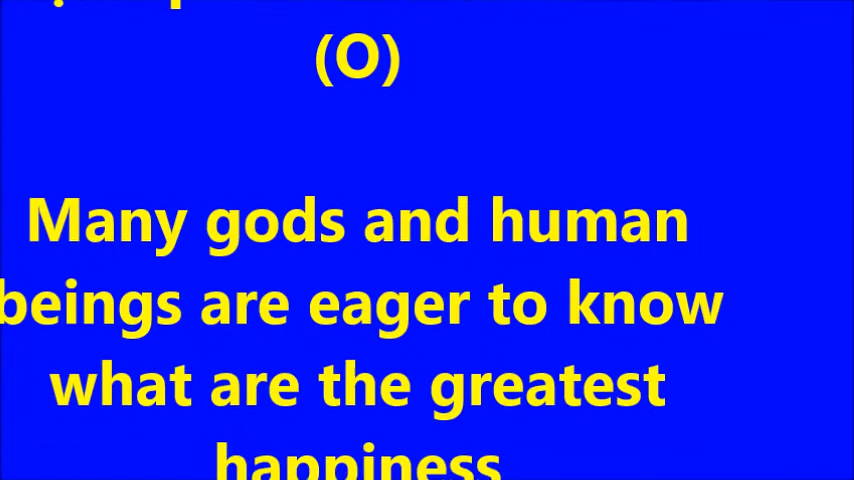 (O)
Many gods and human
beings are eager to know
what are the greatest
happiness